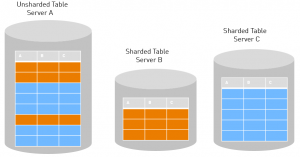 Unsharded Table
Server A
Sharded Table
Server B
Sharded Table
Server C
A B C
A B C
A B C